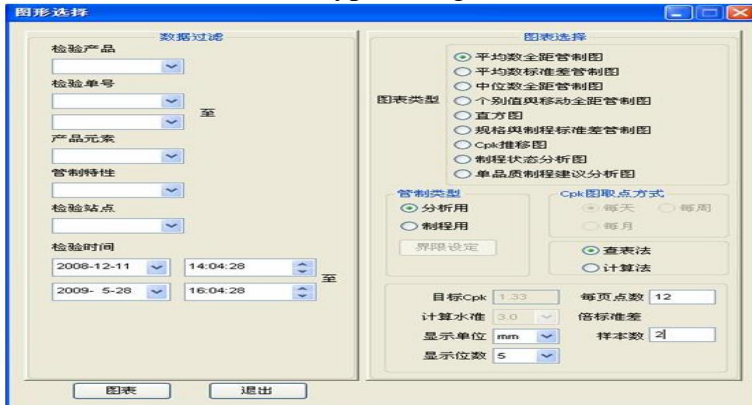 图形选择
数据过滤
检验产品
检验单号
至
产品元素
管制特性
检验站点
检验时间
2008-12-11 14:04:28
至
2009- 5-28 16:04:28
图表 退出
图表选择
图表类型
平均数全距管制图
平均数标准差管制图
中位数全距管制图
个别值與移动全距管制图
直方图
规格與制程标准差管制图
Cpk推移图
制程状态分析图
单品质制程建议分析图
管制类型
分析用
制程用
界限设定
Cpk图取点方式
每天 每周
每月
查表法
计算法
目标Cpk 1.33 每页点数 12
计算水准 3.0 倍标准差
显示单位 mm 样本数 2
显示位数 5